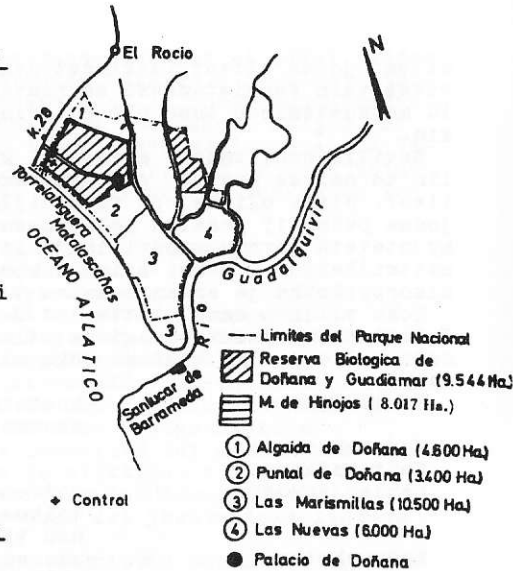 El Rocio
N
K. 28
1
2
2
3
3
4
Torrelahiguera
Matalascañas
OCEANO ATLATICO
Rio Guadalquivir
Sanlucar de
Barrameda
+ Control
Limites del Parque Nacional
Reserva Biologica de
Doñana y Guadiamar (9.544 Ha.)
M. de Hinojos (8.017 Ha.)
1 Algaida de Doñana (4.600 Ha.)
2 Puntal de Doñana (3.400 Ha.)
3 Las Marismillas (10.500 Ha.)
4 Las Nuevas (6.000 Ha.)
Palacio de Doñana